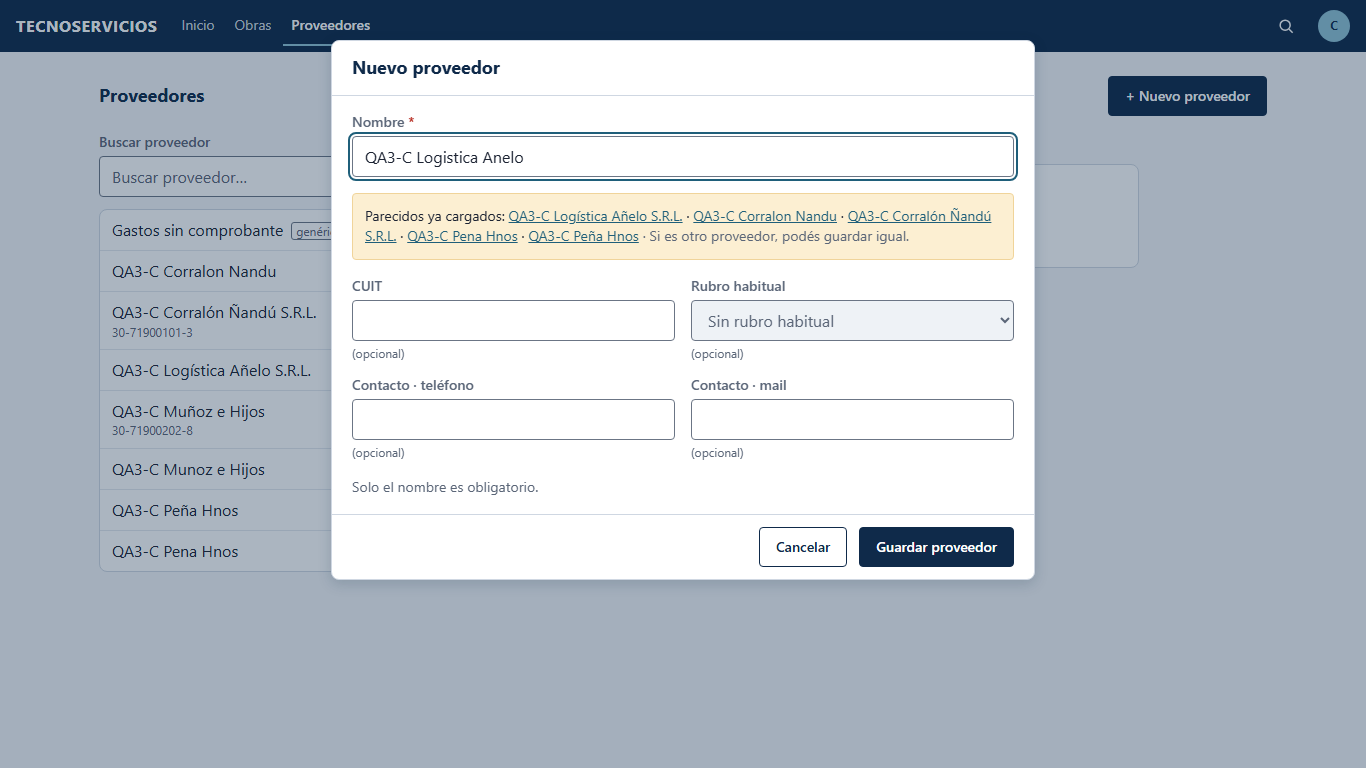 TECNOSERVICIOS Inicio Obras Proveedores C
Proveedores
+ Nuevo proveedor
Buscar proveedor
Buscar proveedor...
Gastos sin comprobante
QA3-C Corralon Nandu
QA3-C Corralón Ñandú S.R.L.
30-71900101-3
QA3-C Logística Añelo S.R.L.
QA3-C Muñoz e Hijos
30-71900202-8
QA3-C Munoz e Hijos
QA3-C Peña Hnos
QA3-C Pena Hnos
Nuevo proveedor
Nombre *
QA3-C Logistica Anelo
Parecidos ya cargados: QA3-C Logística Añelo S.R.L. · QA3-C Corralon Nandu · QA3-C Corralón Ñandú
S.R.L. · QA3-C Pena Hnos · QA3-C Peña Hnos · Si es otro proveedor, podés guardar igual.
CUIT
(opcional)
Rubro habitual
Sin rubro habitual
(opcional)
Contacto · teléfono
(opcional)
Contacto · mail
(opcional)
Solo el nombre es obligatorio.
Cancelar
Guardar proveedor